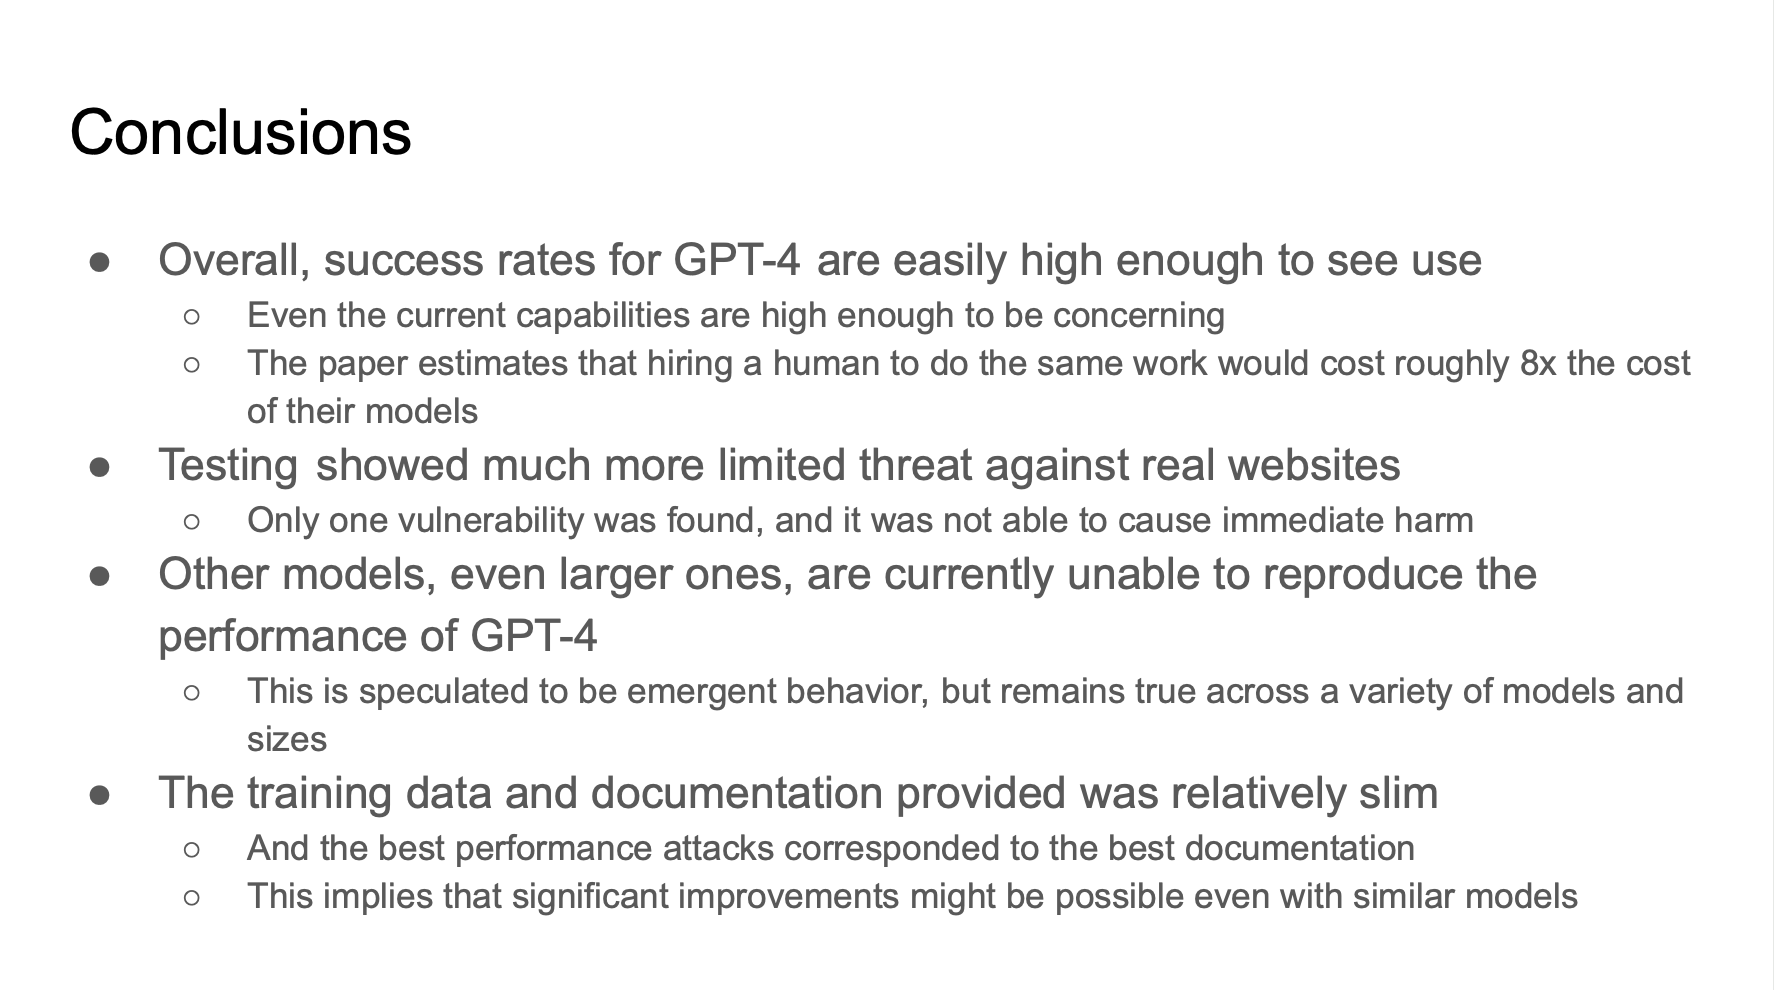 Conclusions
● Overall, success rates for GPT-4 are easily high enough to see use
○ Even the current capabilities are high enough to be concerning
○ The paper estimates that hiring a human to do the same work would cost roughly 8x the cost
of their models
● Testing showed much more limited threat against real websites
○ Only one vulnerability was found, and it was not able to cause immediate harm
● Other models, even larger ones, are currently unable to reproduce the
performance of GPT-4
○ This is speculated to be emergent behavior, but remains true across a variety of models and
sizes
● The training data and documentation provided was relatively slim
○ And the best performance attacks corresponded to the best documentation
○ This implies that significant improvements might be possible even with similar models